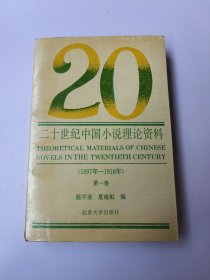 20
二十世纪中国小说理论资料
THEORETICAL MATERIALS OF CHINESE
NOVELS IN THE TWENTIETH CENTURY
(1897年—1916年)
第一卷
陈平原 夏晓虹 编
北京大学出版社